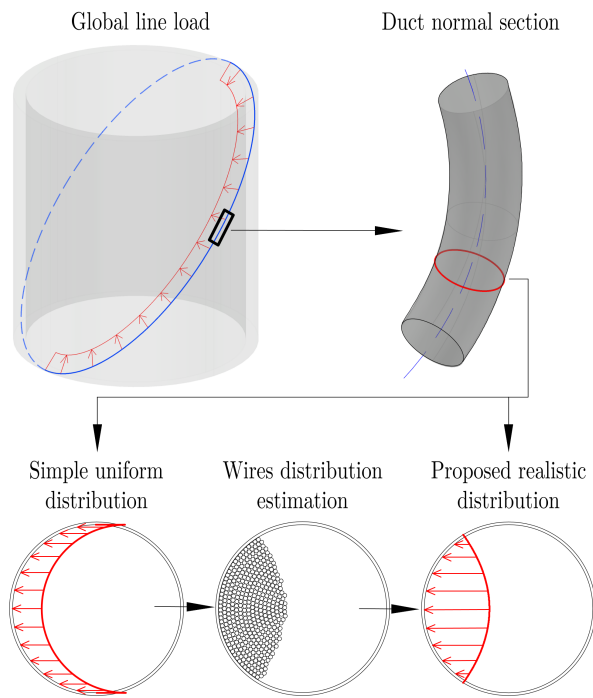 Global line load
Duct normal section
Simple uniform
distribution
Wires distribution
estimation
Proposed realistic
distribution